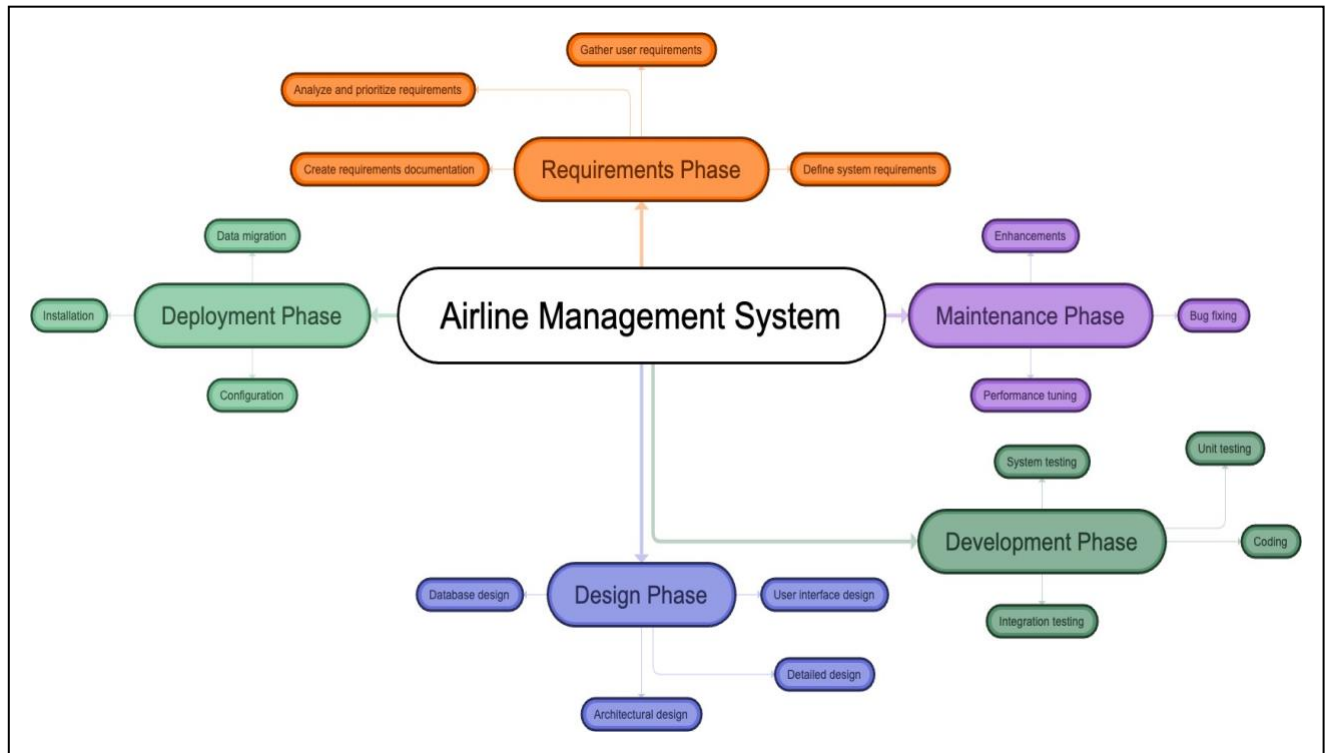 Gather user requirements
Analyze and prioritize requirements
Create requirements documentation
Requirements Phase
Define system requirements
Data migration
Enhancements
Installation
Deployment Phase
Airline Management System
Maintenance Phase
Bug fixing
Configuration
Performance tuning
System testing
Unit testing
Development Phase
Coding
Database design
Design Phase
User interface design
Integration testing
Detailed design
Architectural design